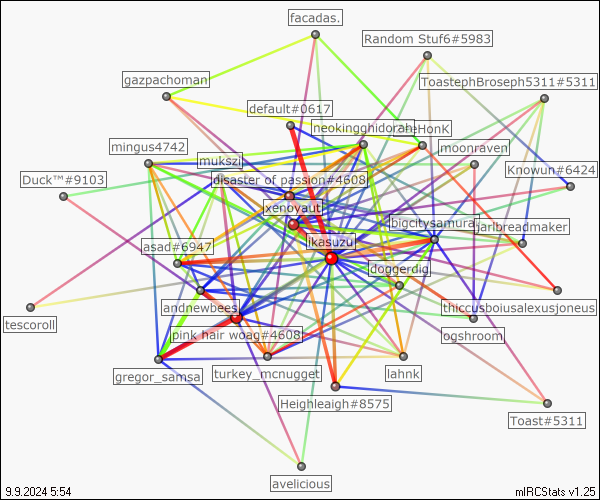 facadas.
Random Stuf6#5983
gazpachoman
ToastephBroseph5311#5311
default#0617
neokingghidorah
mingus4742
moonraven
mukszi
Duck™#9103
disaster of passion#4608
Knowun#6424
xenoyaut
bigcitysamurai
jarlbreadmaker
asad#6947
ikasuzu
doggerdig
andnewbees
thiccusboiusalexusjoneus
tescoroll
pink hair woag#4608
ogshroom
gregor_samsa
turkey_mcnugget
lahnk
Heighleaigh#8575
Toast#5311
avelicious
9.9.2024 5:54
mIRCStats v1.25